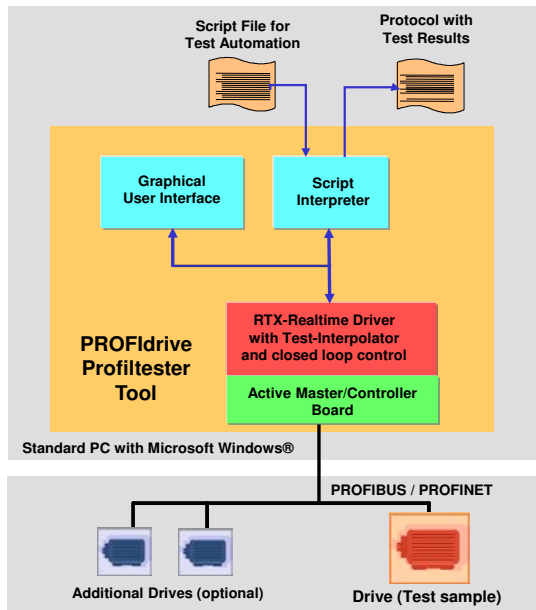 Script File for
Test Automation
Protocol with
Test Results
Graphical
User Interface
Script
Interpreter
PROFIdrive
Profiltester
Tool
RTX-Realtime Driver
with Test-Interpolator
and closed loop control
Active Master/Controller
Board
Standard PC with Microsoft Windows®
PROFIBUS / PROFINET
Additional Drives (optional)
Drive (Test sample)